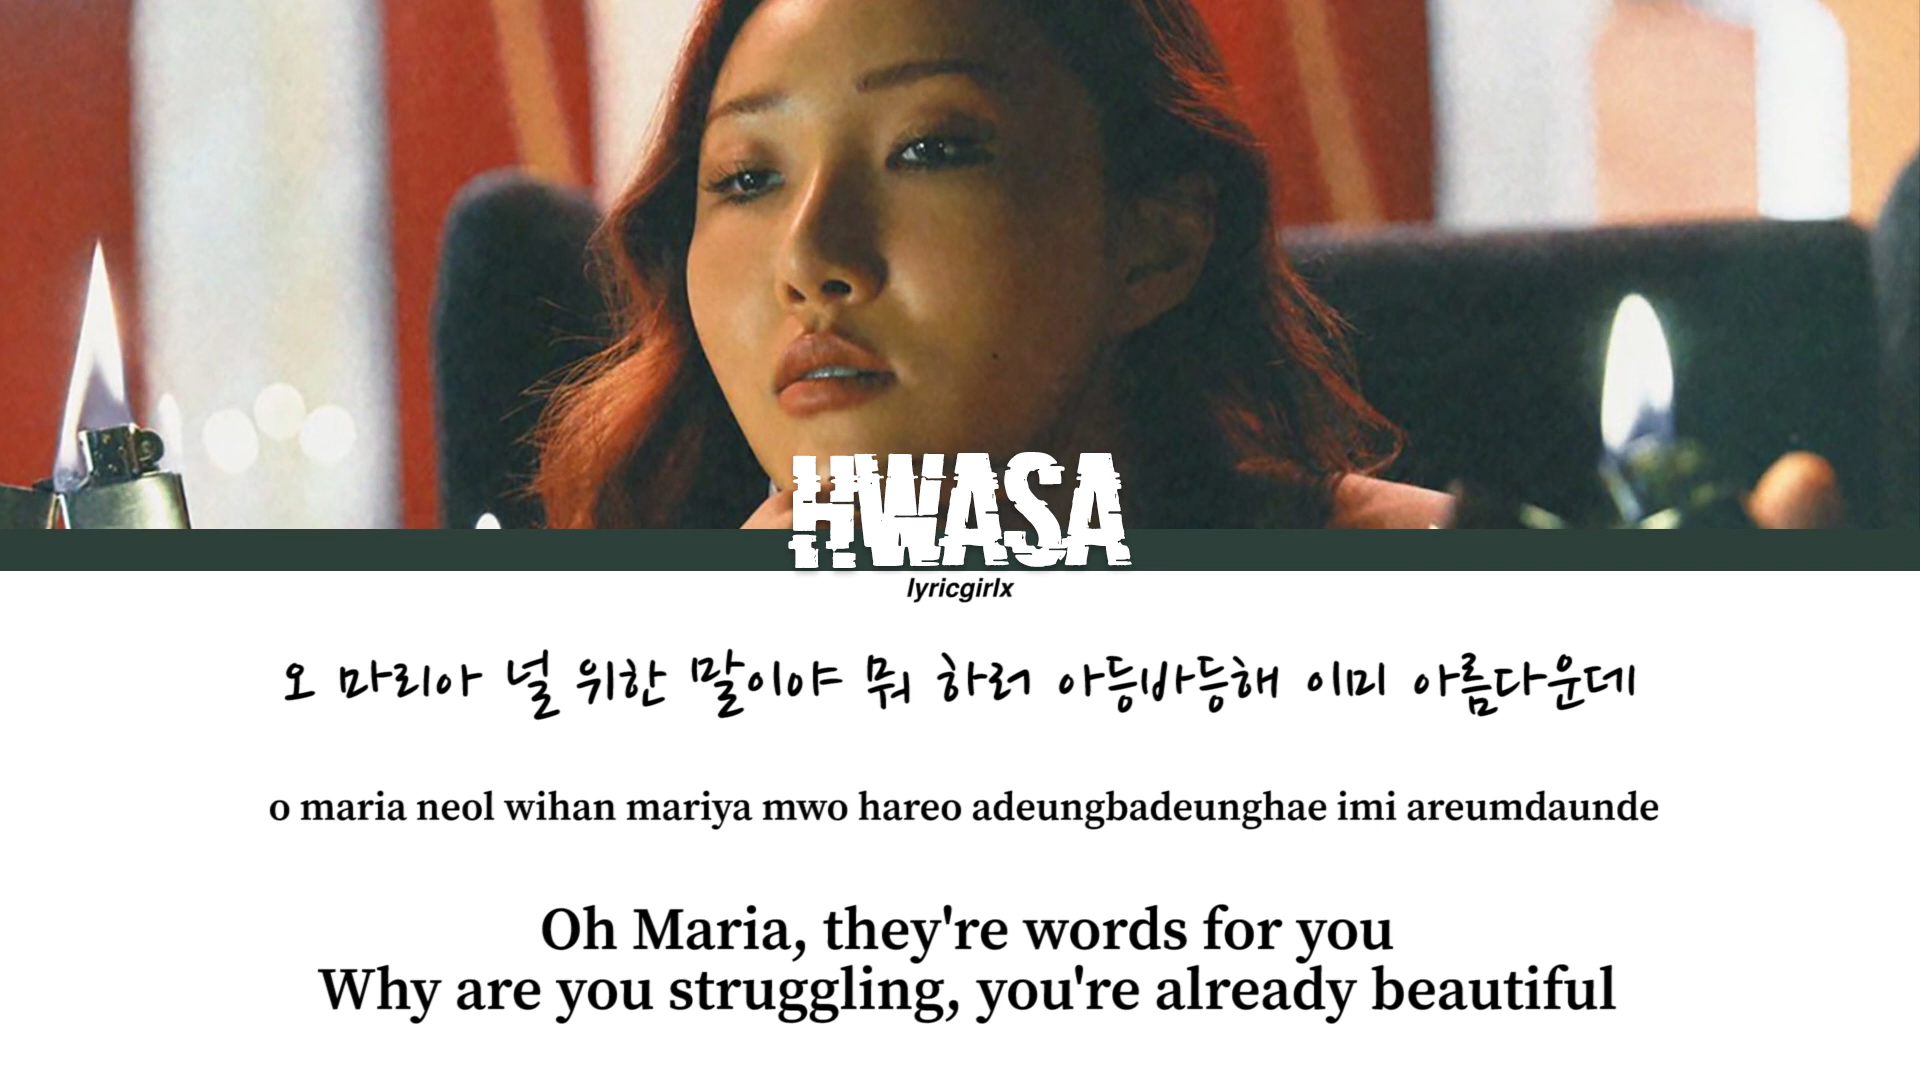 HWASA
lyricgirlx
오 마리아 널 위한 말이야 뭐 하러 아등바등해 이미 아름다운데
o maria neol wihan mariya mwo hareo adeungbadeunghae imi areumdaunde
Oh Maria, they're words for you
Why are you struggling, you're already beautiful